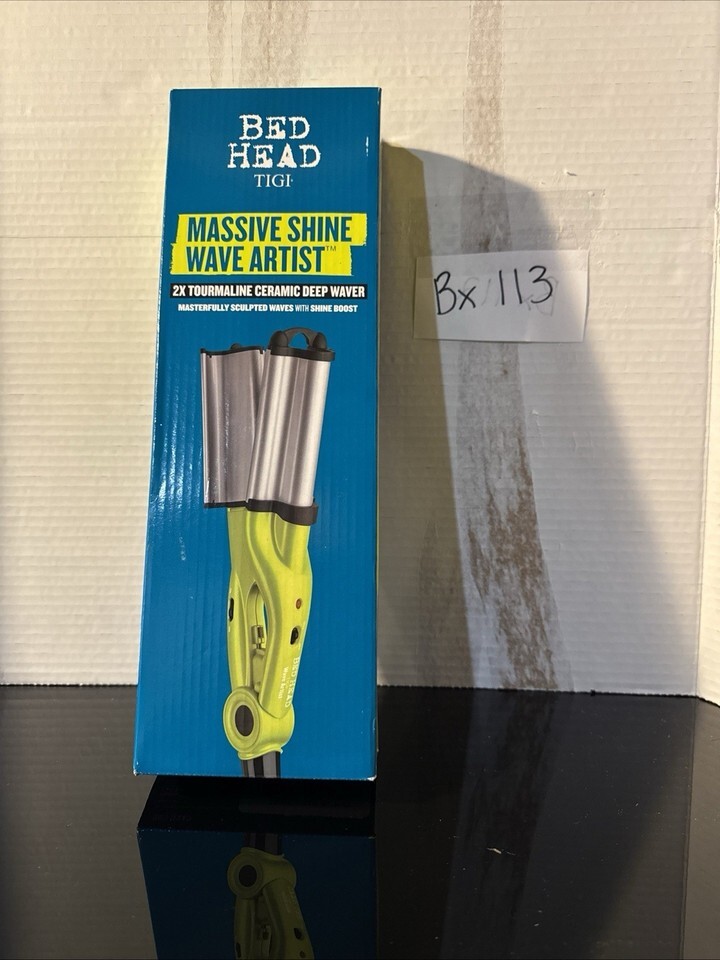 BED
HEAD
TIGI
MASSIVE SHINE
WAVE ARTIST™
2X TOURMALINE CERAMIC DEEP WAVER
MASTERFULLY SCULPTED WAVES WITH SHINE BOOST
Bx 113